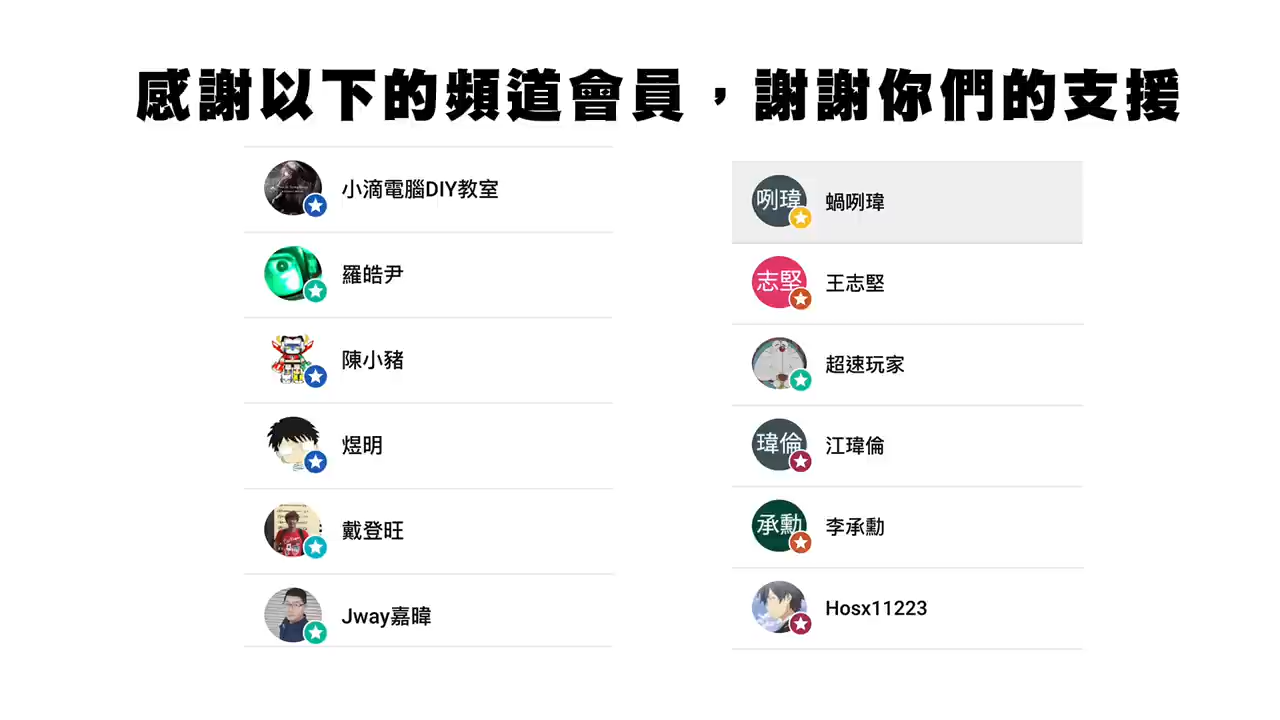 感謝以下的頻道會員，謝謝你們的支援
小滴電腦DIY教室
羅皓尹
陳小豬
煜明
戴登旺
Jway嘉暐
咧瑋
蝸咧瑋
志堅
王志堅
超速玩家
瑋倫
江瑋倫
承勳
李承勳
Hosx11223